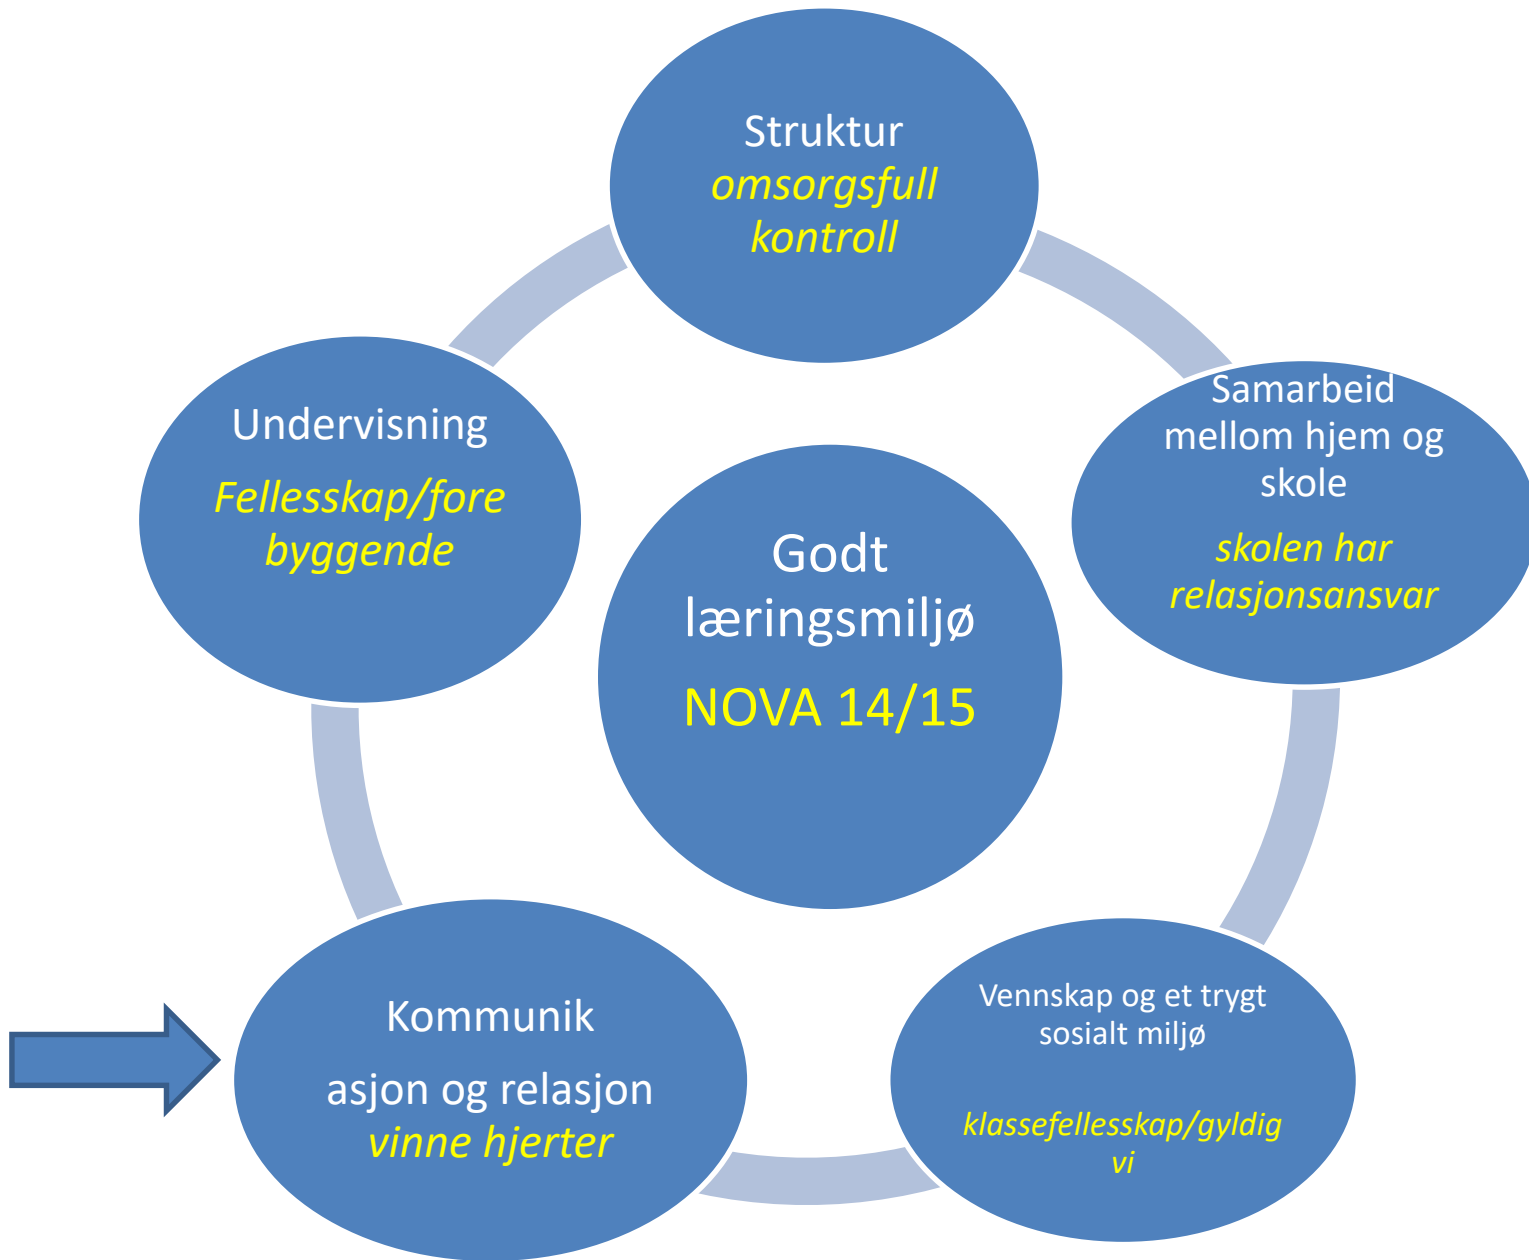 Struktur
omsorgsfull
kontroll
Samarbeid
mellom hjem og
skole
skolen har
relasjonsansvar
Vennskap og et trygt
sosialt miljø
klassefellesskap/gyldig
vi
Kommunik
asjon og relasjon
vinne hjerter
Undervisning
Fellesskap/fore
byggende
Godt
læringsmiljø
NOVA 14/15